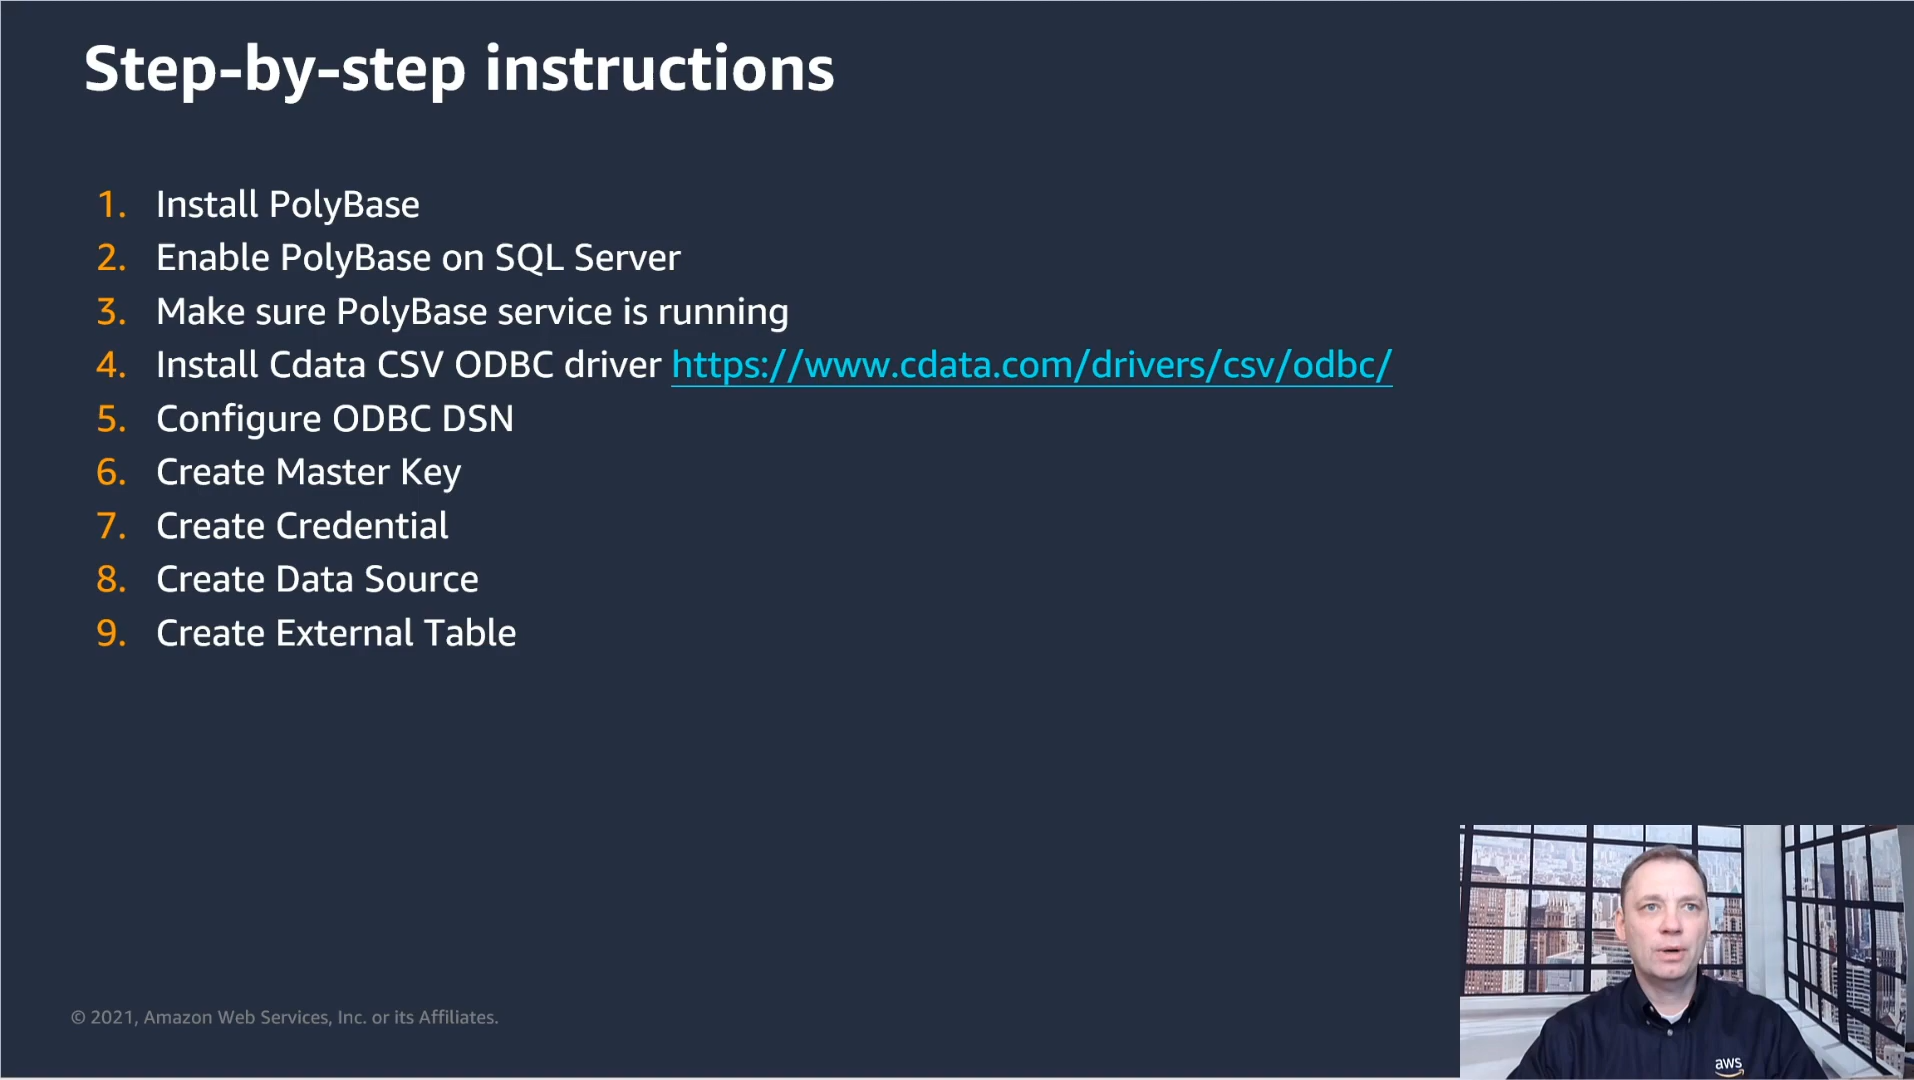 Step-by-step instructions
1. Install PolyBase
2. Enable PolyBase on SQL Server
3. Make sure PolyBase service is running
4. Install Cdata CSV ODBC driver https://www.cdata.com/drivers/csv/odbc/
5. Configure ODBC DSN
6. Create Master Key
7. Create Credential
8. Create Data Source
9. Create External Table
© 2021, Amazon Web Services, Inc. or its Affiliates.
aws